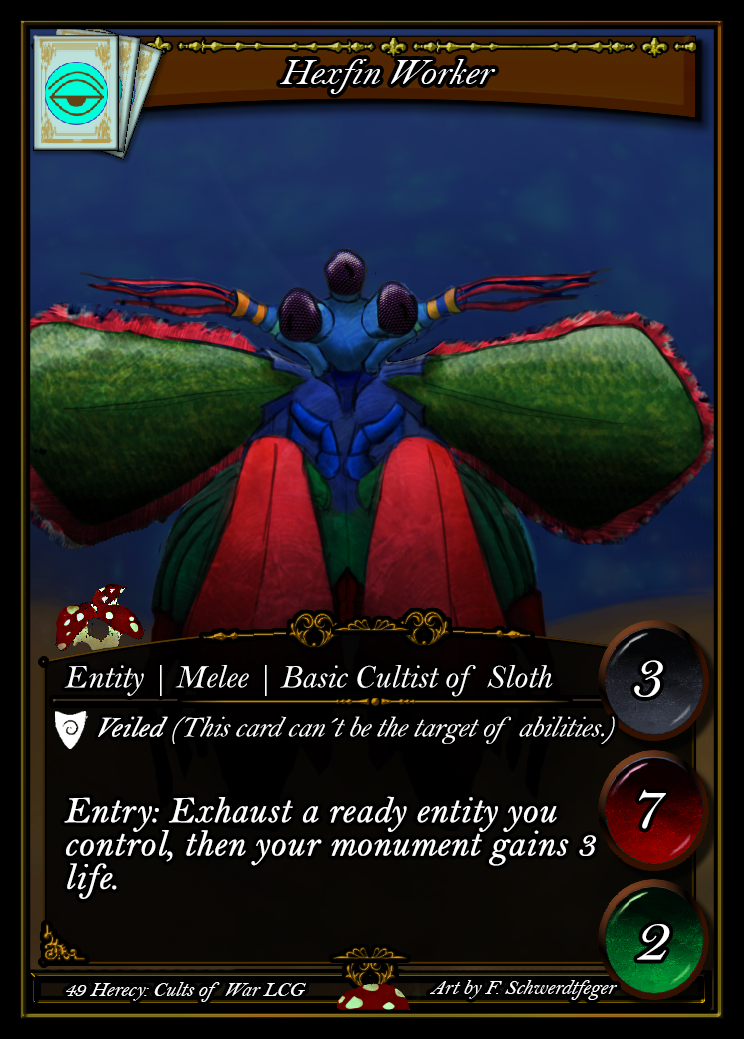 Hexfin Worker
Entity | Melee | Basic Cultist of Sloth
3
Veiled (This card can´t be the target of abilities.)
7
Entry: Exhaust a ready entity you
control, then your monument gains 3
life.
2
49 Herecy: Cults of War LCG
Art by F. Schwerdtfeger